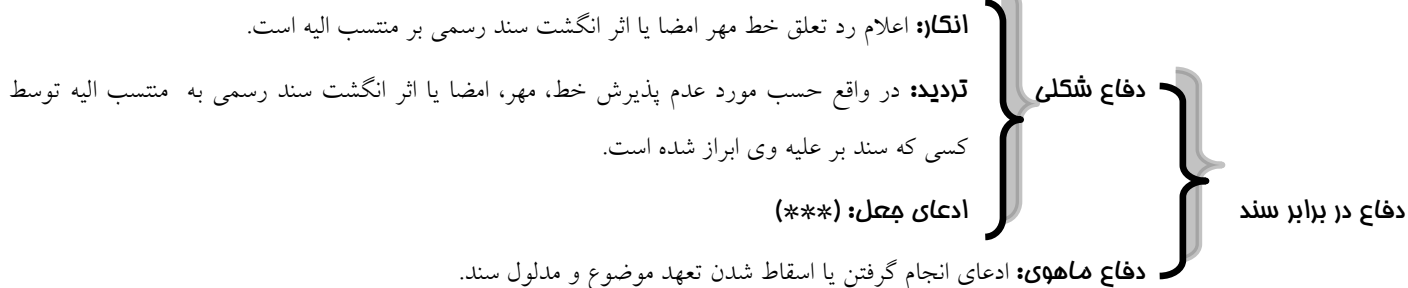 انکار: اعلام رد تعلق خط مهر امضا یا اثر انگشت سند رسمی بر منتسب الیه است.
دفاع شکلی
تردید: در واقع حسب مورد عدم پذیرش خط، مهر، امضا یا اثر انگشت سند رسمی به منتسب الیه توسط
کسی که سند بر علیه وی ابراز شده است.
دفاع در برابر سند
ادعای جعل: (***)
دفاع ماهوی: ادعای انجام گرفتن یا اسقاط شدن تعهد موضوع و مدلول سند.